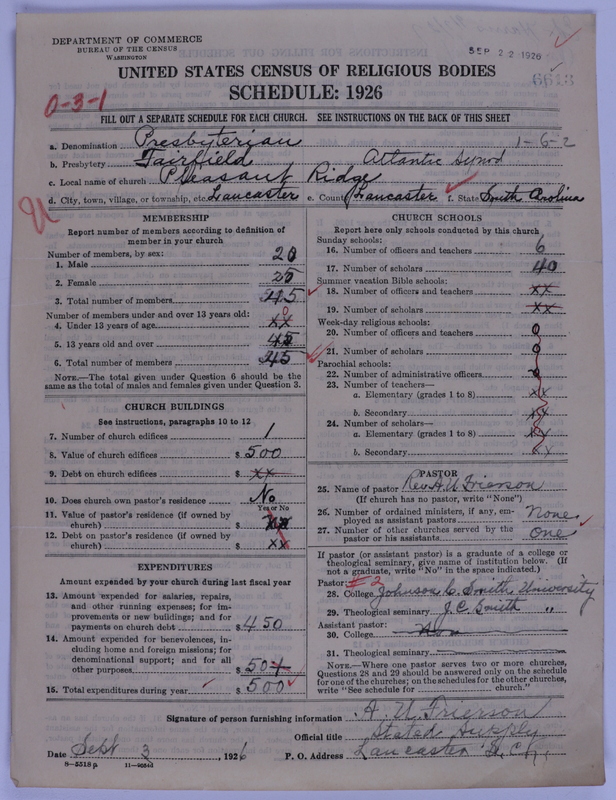 DEPARTMENT OF COMMERCE
BUREAU OF THE CENSUS
WASHINGTON
SEP 22 1926
6613
UNITED STATES CENSUS OF RELIGIOUS BODIES
SCHEDULE: 1926
0-3-1
FILL OUT A SEPARATE SCHEDULE FOR EACH CHURCH. SEE INSTRUCTIONS ON THE BACK OF THIS SHEET
1-6-2
a. Denomination Presbyterian
b. Presbytery Fairfield Atlantic Synod
c. Local name of church Pleasant Ridge
d. City, town, village, or township, etc. Lancaster e. County Lancaster f. State South Carolina
MEMBERSHIP
Report number of members according to definition of
member in your church
Number of members, by sex:
1. Male 20
2. Female 25
3. Total number of members 45
Number of members under and over 13 years old:
4. Under 13 years of age xx 0
5. 13 years old and over 45
6. Total number of members 45
NOTE.—The total given under Question 6 should be
the same as the total of males and females given under Question 3.
CHURCH BUILDINGS
See instructions, paragraphs 10 to 12
7. Number of church edifices 1
8. Value of church edifices $ 500
9. Debt on church edifices $ xx
10. Does church own pastor's residence No
Yes or No
11. Value of pastor's residence (if owned by
church) $ xx
12. Debt on pastor's residence (if owned by
church) $ xx
EXPENDITURES
Amount expended by your church during last fiscal year
13. Amount expended for salaries, repairs,
and other running expenses; for im-
provements or new buildings; and for
payments on church debt $ 450
14. Amount expended for benevolences, in-
cluding home and foreign missions; for
denominational support; and for all
other purposes $ 50
15. Total expenditures during year $ 500
CHURCH SCHOOLS
Report here only schools conducted by this church
Sunday schools:
16. Number of officers and teachers 6
17. Number of scholars 40
Summer vacation Bible schools:
18. Number of officers and teachers xx
19. Number of scholars xx
Week-day religious schools:
20. Number of officers and teachers 0
21. Number of scholars 0
Parochial schools:
22. Number of administrative officers 0
23. Number of teachers—
a. Elementary (grades 1 to 8) xx
b. Secondary xx
24. Number of scholars—
a. Elementary (grades 1 to 8) xx
b. Secondary xx
PASTOR
25. Name of pastor Rev. A. U. Frierson
(If church has no pastor, write "None")
26. Number of ordained ministers, if any, em-
ployed as assistant pastors None
27. Number of other churches served by the
pastor or his assistants One
If pastor (or assistant pastor) is a graduate of a college or
theological seminary, give name of institution below. (If
not a graduate, write "No" in the space indicated.)
Pastor: #2
28. College Johnson C. Smith University
29. Theological seminary J. C. Smith "
Assistant pastor:
30. College
31. Theological seminary
NOTE.—Where one pastor serves two or more churches,
Questions 28 and 29 should be answered only on the schedule
for one of the churches; on the schedules for the other churches,
write "See schedule for church."
Signature of person furnishing information A. U. Frierson
Official title Stated Supply
Date Sept 3, 1926 P. O. Address Lancaster S. C.
8—5518 p